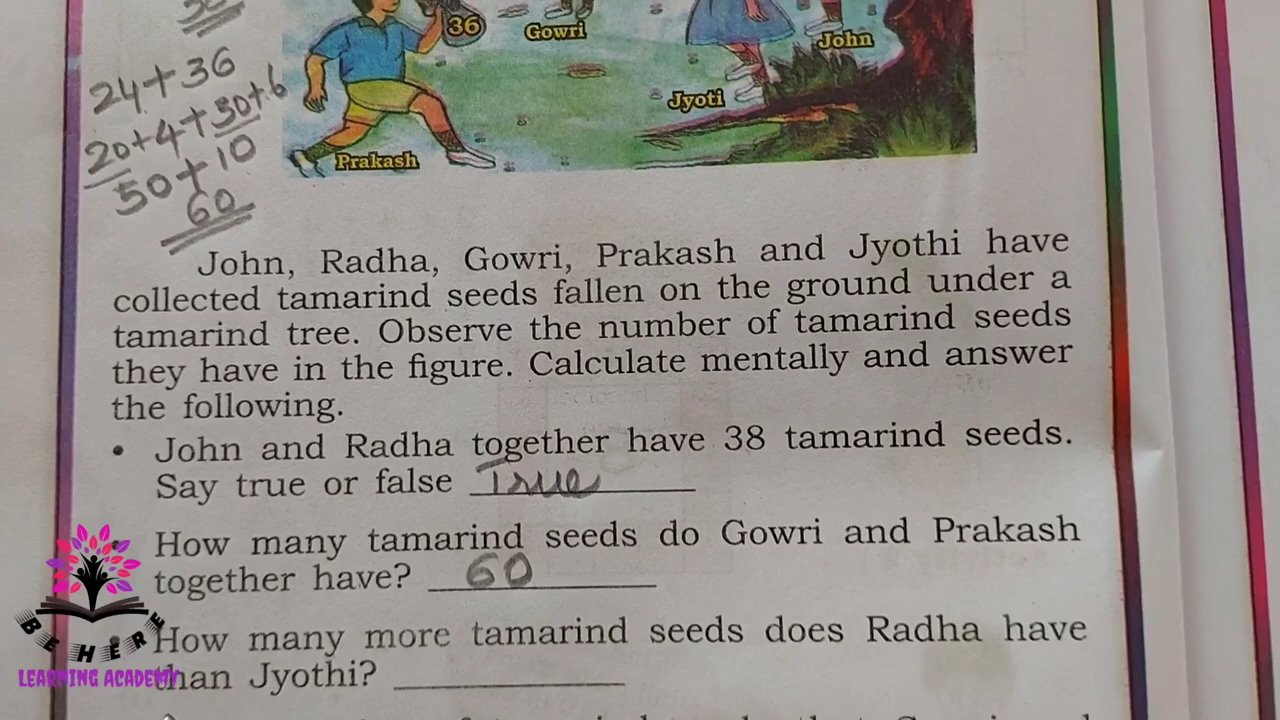 36
Gowri
John
Jyoti
Prakash
24+36
20+4+30+6
50+10
60
John, Radha, Gowri, Prakash and Jyothi have
collected tamarind seeds fallen on the ground under a
tamarind tree. Observe the number of tamarind seeds
they have in the figure. Calculate mentally and answer
the following.
• John and Radha together have 38 tamarind seeds.
Say true or false True
How many tamarind seeds do Gowri and Prakash
together have? 60
How many more tamarind seeds does Radha have
than Jyothi?
BE HERE
LEARNING ACADEMY